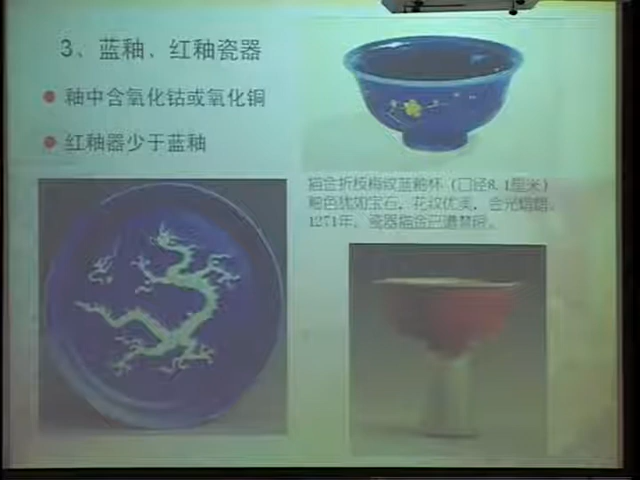 3、蓝釉、红釉瓷器
釉中含氧化钴或氧化铜
红釉器少于蓝釉
描金折枝梅纹蓝釉杯（口径8.1厘米）
釉色犹如宝石，花纹优美，金光熠熠。
1271年，瓷器描金已遭禁授。